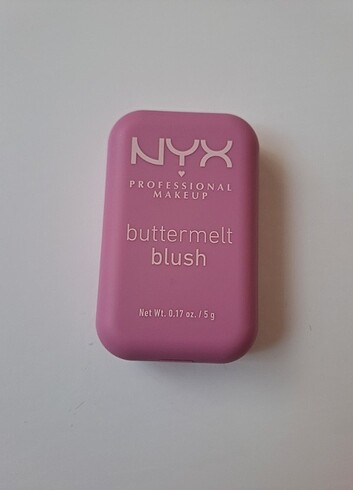 NYX
PROFESSIONAL
MAKEUP
buttermelt
blush
Net Wt. 0.17 oz. / 5 g